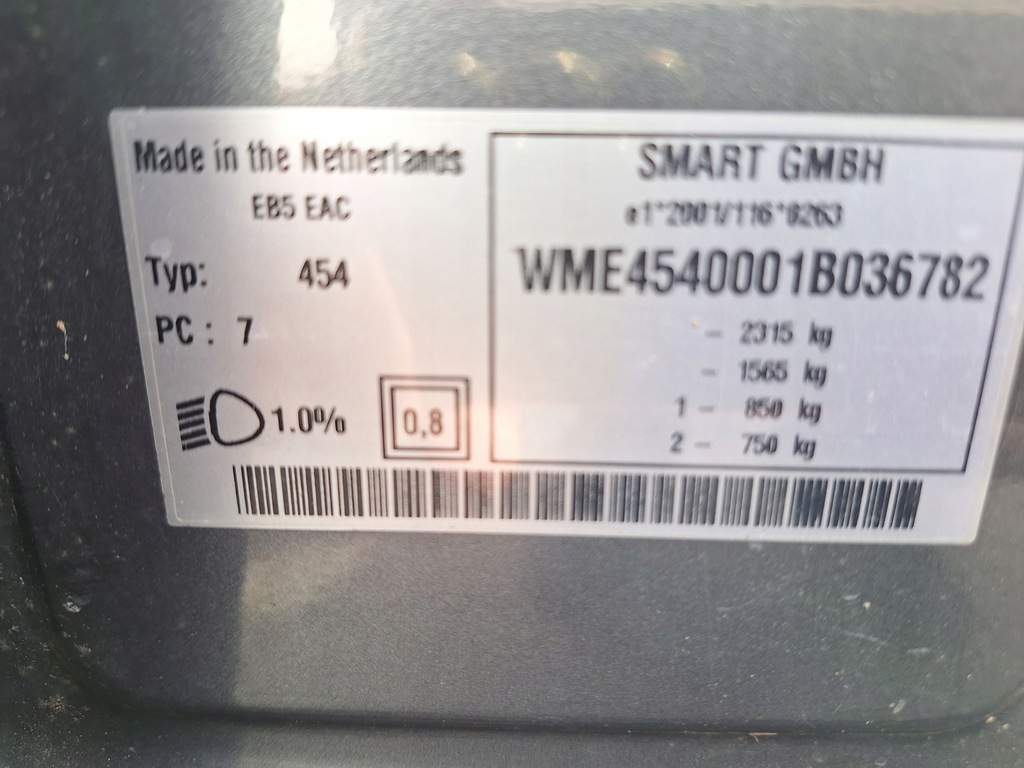 Made in the Netherlands
EB5 EAC
Typ: 454
PC : 7
1.0%
0,8
SMART GMBH
e1*2001/116*0263
WME4540001B036782
- 2315 kg
- 1565 kg
1 - 850 kg
2 - 750 kg